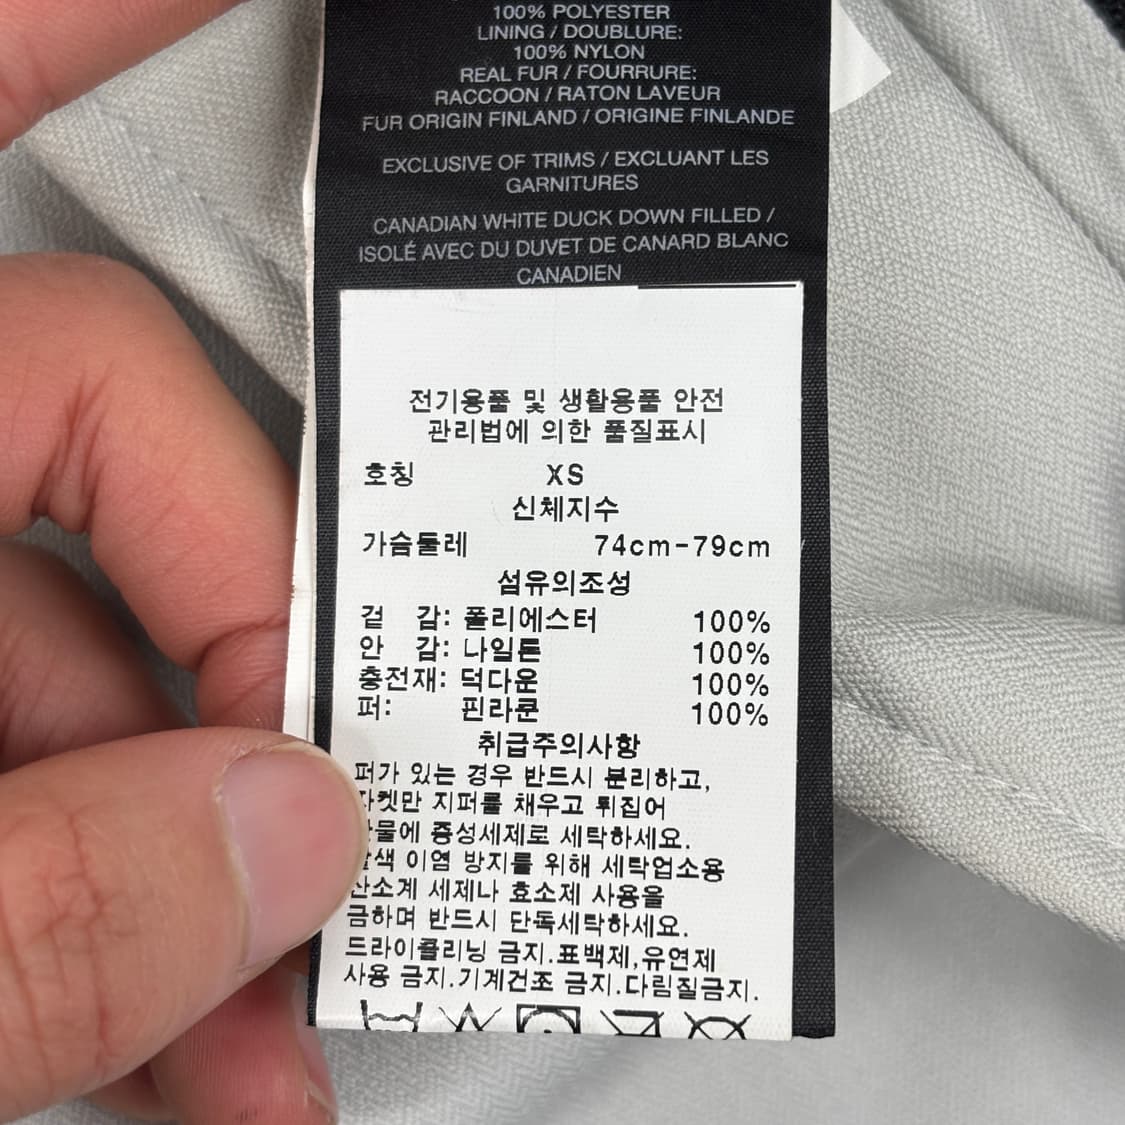 100% POLYESTER
LINING / DOUBLURE:
100% NYLON
REAL FUR / FOURRURE:
RACCOON / RATON LAVEUR
FUR ORIGIN FINLAND / ORIGINE FINLANDE
EXCLUSIVE OF TRIMS / EXCLUANT LES
GARNITURES
CANADIAN WHITE DUCK DOWN FILLED /
ISOLÉ AVEC DU DUVET DE CANARD BLANC
CANADIEN
전기용품 및 생활용품 안전
관리법에 의한 품질표시
호칭 XS
신체지수
가슴둘레 74cm-79cm
섬유의조성
겉 감: 폴리에스터 100%
안 감: 나일론 100%
충전재: 덕다운 100%
퍼: 핀라쿤 100%
취급주의사항
퍼가 있는 경우 반드시 분리하고,
자켓만 지퍼를 채우고 뒤집어
중성세제로 세탁하세요.
이염 방지를 위해 세탁업소용
산소계 세제나 효소제 사용을
금하며 반드시 단독세탁하세요.
드라이클리닝 금지.표백제,유연제
사용 금지.기계건조 금지.다림질금지.